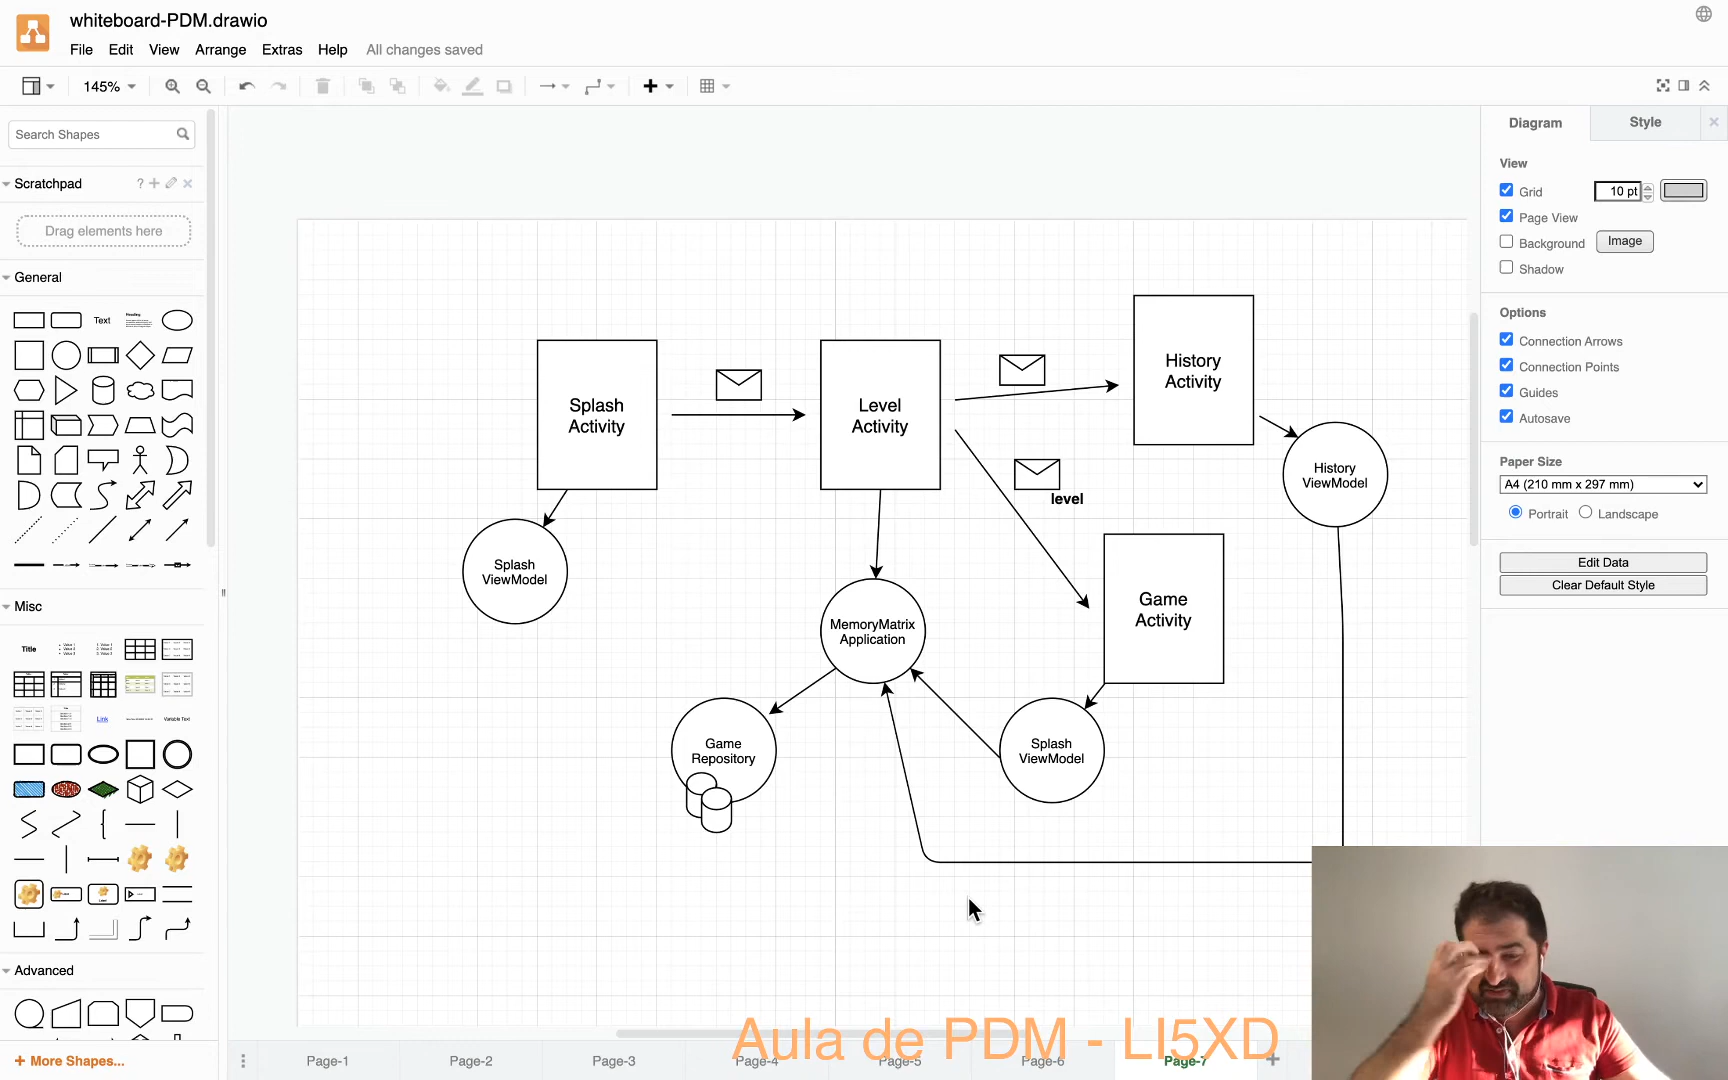 whiteboard-PDM.drawio
File Edit View Arrange Extras Help All changes saved
145%
Search Shapes
Scratchpad
?
Drag elements here
General
Text
Heading
Misc
Title
Link
Variable Text
Advanced
+ More Shapes...
Splash
Activity
Level
Activity
History
Activity
History
ViewModel
level
Splash
ViewModel
MemoryMatrix
Application
Game
Activity
Game
Repository
Splash
ViewModel
Diagram Style
View
Grid 10 pt
Page View
Background Image
Shadow
Options
Connection Arrows
Connection Points
Guides
Autosave
Paper Size
A4 (210 mm x 297 mm)
Portrait Landscape
Edit Data
Clear Default Style
Aula de PDM - LI5XD
Page-1 Page-2 Page-3 Page-4 Page-5 Page-6 Page-7